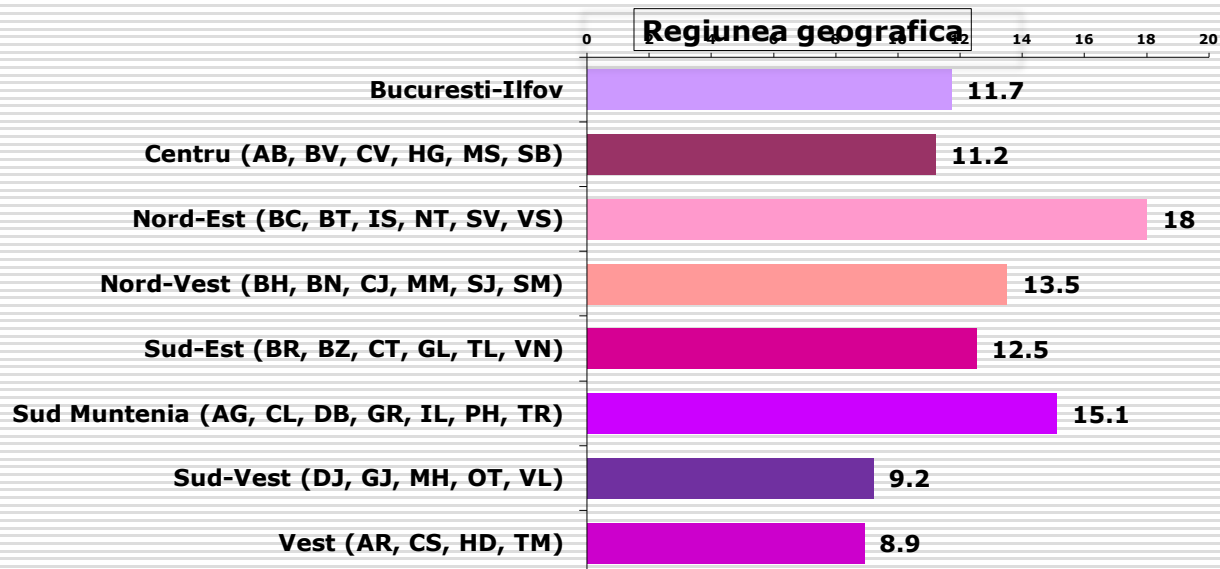 Regiunea geografica
0 2 4 6 8 10 12 14 16 18 20
Bucuresti-Ilfov 11.7
Centru (AB, BV, CV, HG, MS, SB) 11.2
Nord-Est (BC, BT, IS, NT, SV, VS) 18
Nord-Vest (BH, BN, CJ, MM, SJ, SM) 13.5
Sud-Est (BR, BZ, CT, GL, TL, VN) 12.5
Sud Muntenia (AG, CL, DB, GR, IL, PH, TR) 15.1
Sud-Vest (DJ, GJ, MH, OT, VL) 9.2
Vest (AR, CS, HD, TM) 8.9